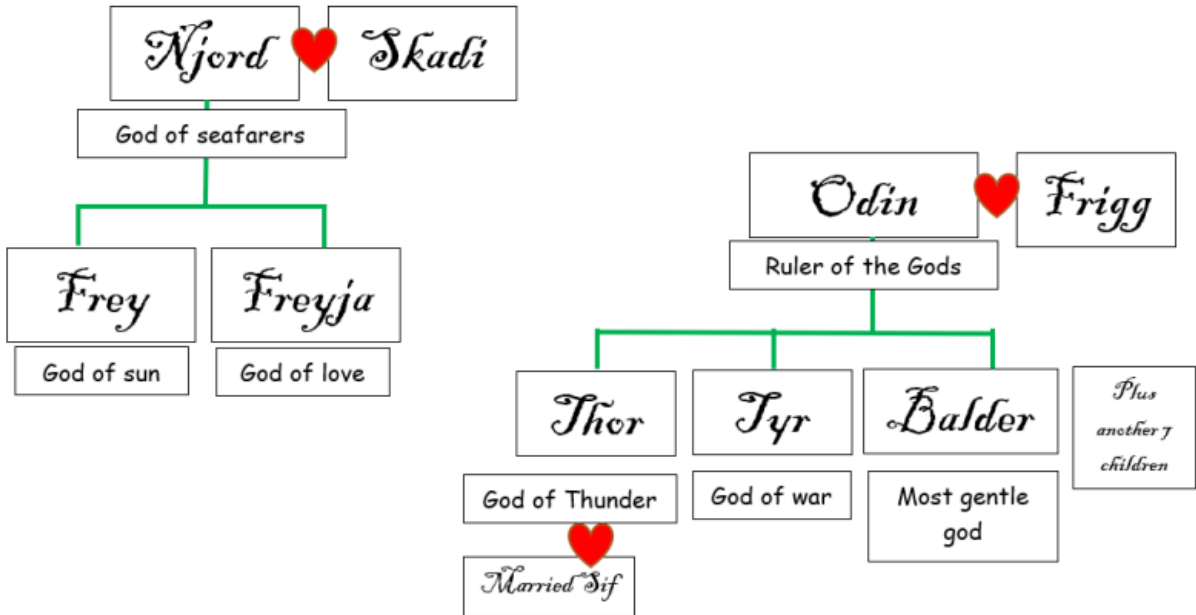 Njord
Skadi
God of seafarers
Frey
Freyja
God of sun
God of love
Odin
Frigg
Ruler of the Gods
Thor
Tyr
Balder
Plus
another 7
children
God of Thunder
God of war
Most gentle
god
Married Sif